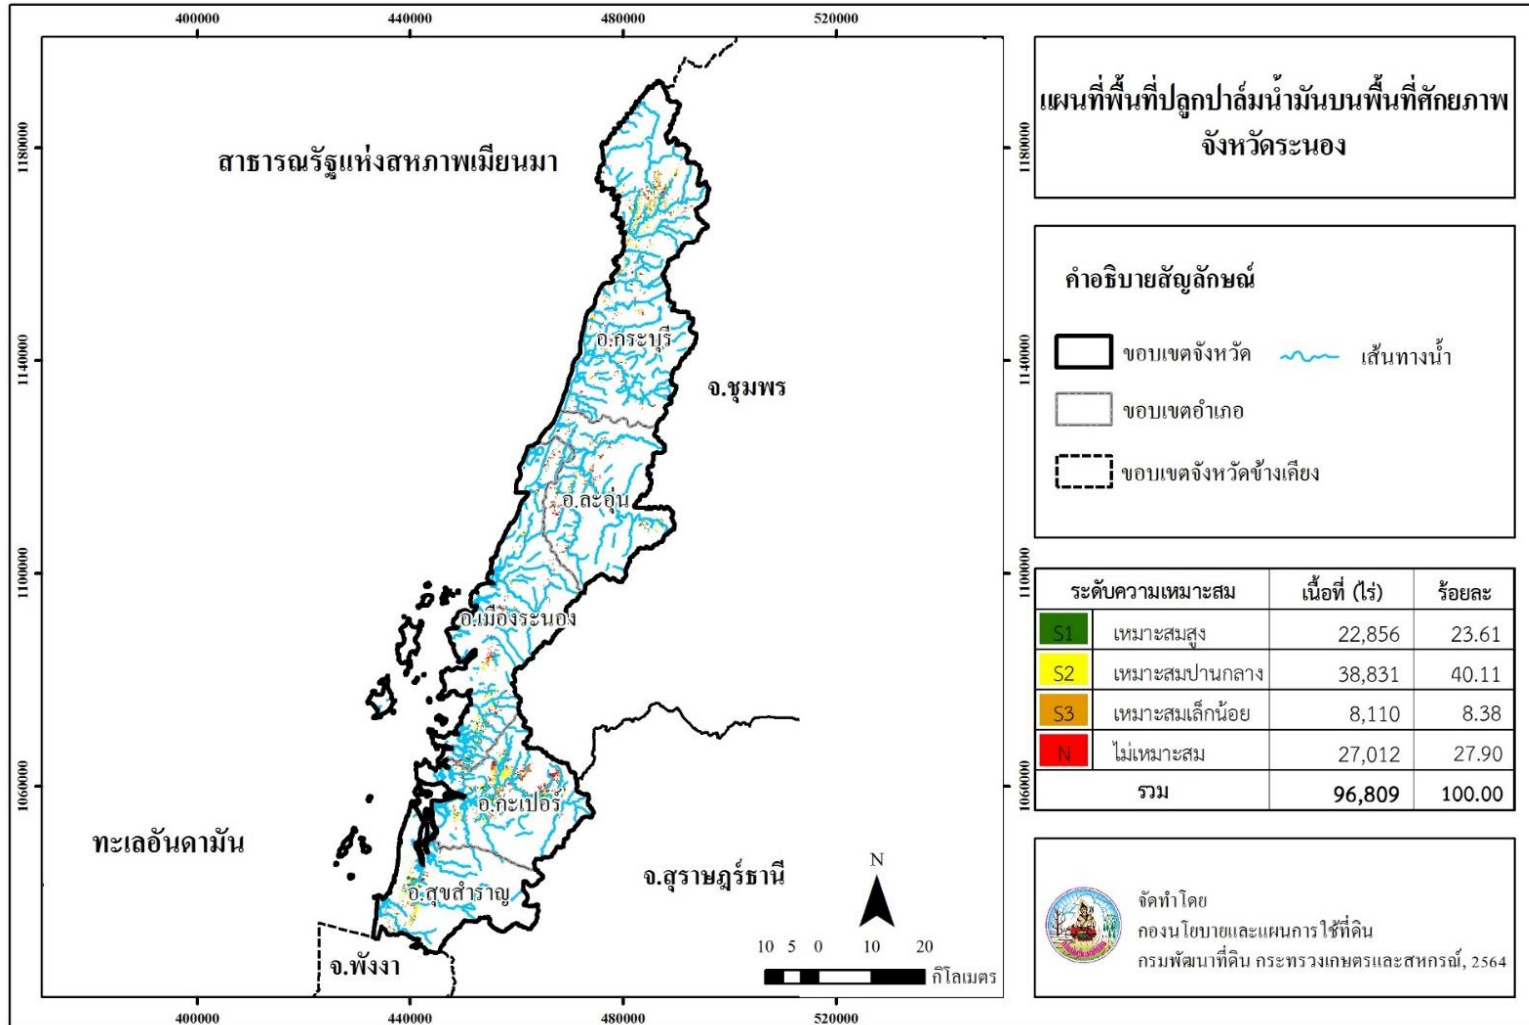 400000 440000 480000 520000
แผนที่พื้นที่ปลูกปาล์มน้ำมันบนพื้นที่ศักยภาพ
จังหวัดระนอง
1180000
สาธารณรัฐแห่งสหภาพเมียนมา
1180000
คำอธิบายสัญลักษณ์
ขอบเขตจังหวัด เส้นทางน้ำ
ขอบเขตอำเภอ
ขอบเขตจังหวัดข้างเคียง
อ.กระบุรี
1140000
1140000
จ.ชุมพร
อ.ละอุ่น
1100000
1100000
อ.เมืองระนอง
ระดับความเหมาะสม เนื้อที่ (ไร่) ร้อยละ
S1 เหมาะสมสูง 22,856 23.61
S2 เหมาะสมปานกลาง 38,831 40.11
S3 เหมาะสมเล็กน้อย 8,110 8.38
N ไม่เหมาะสม 27,012 27.90
รวม 96,809 100.00
1060000
1060000
อ.กะเปอร์
ทะเลอันดามัน
จ.สุราษฎร์ธานี
อ.สุขสำราญ
N
จ.พังงา
10 5 0 10 20
กิโลเมตร
จัดทำโดย
กองนโยบายและแผนการใช้ที่ดิน
กรมพัฒนาที่ดิน กระทรวงเกษตรและสหกรณ์, 2564
400000 440000 480000 520000